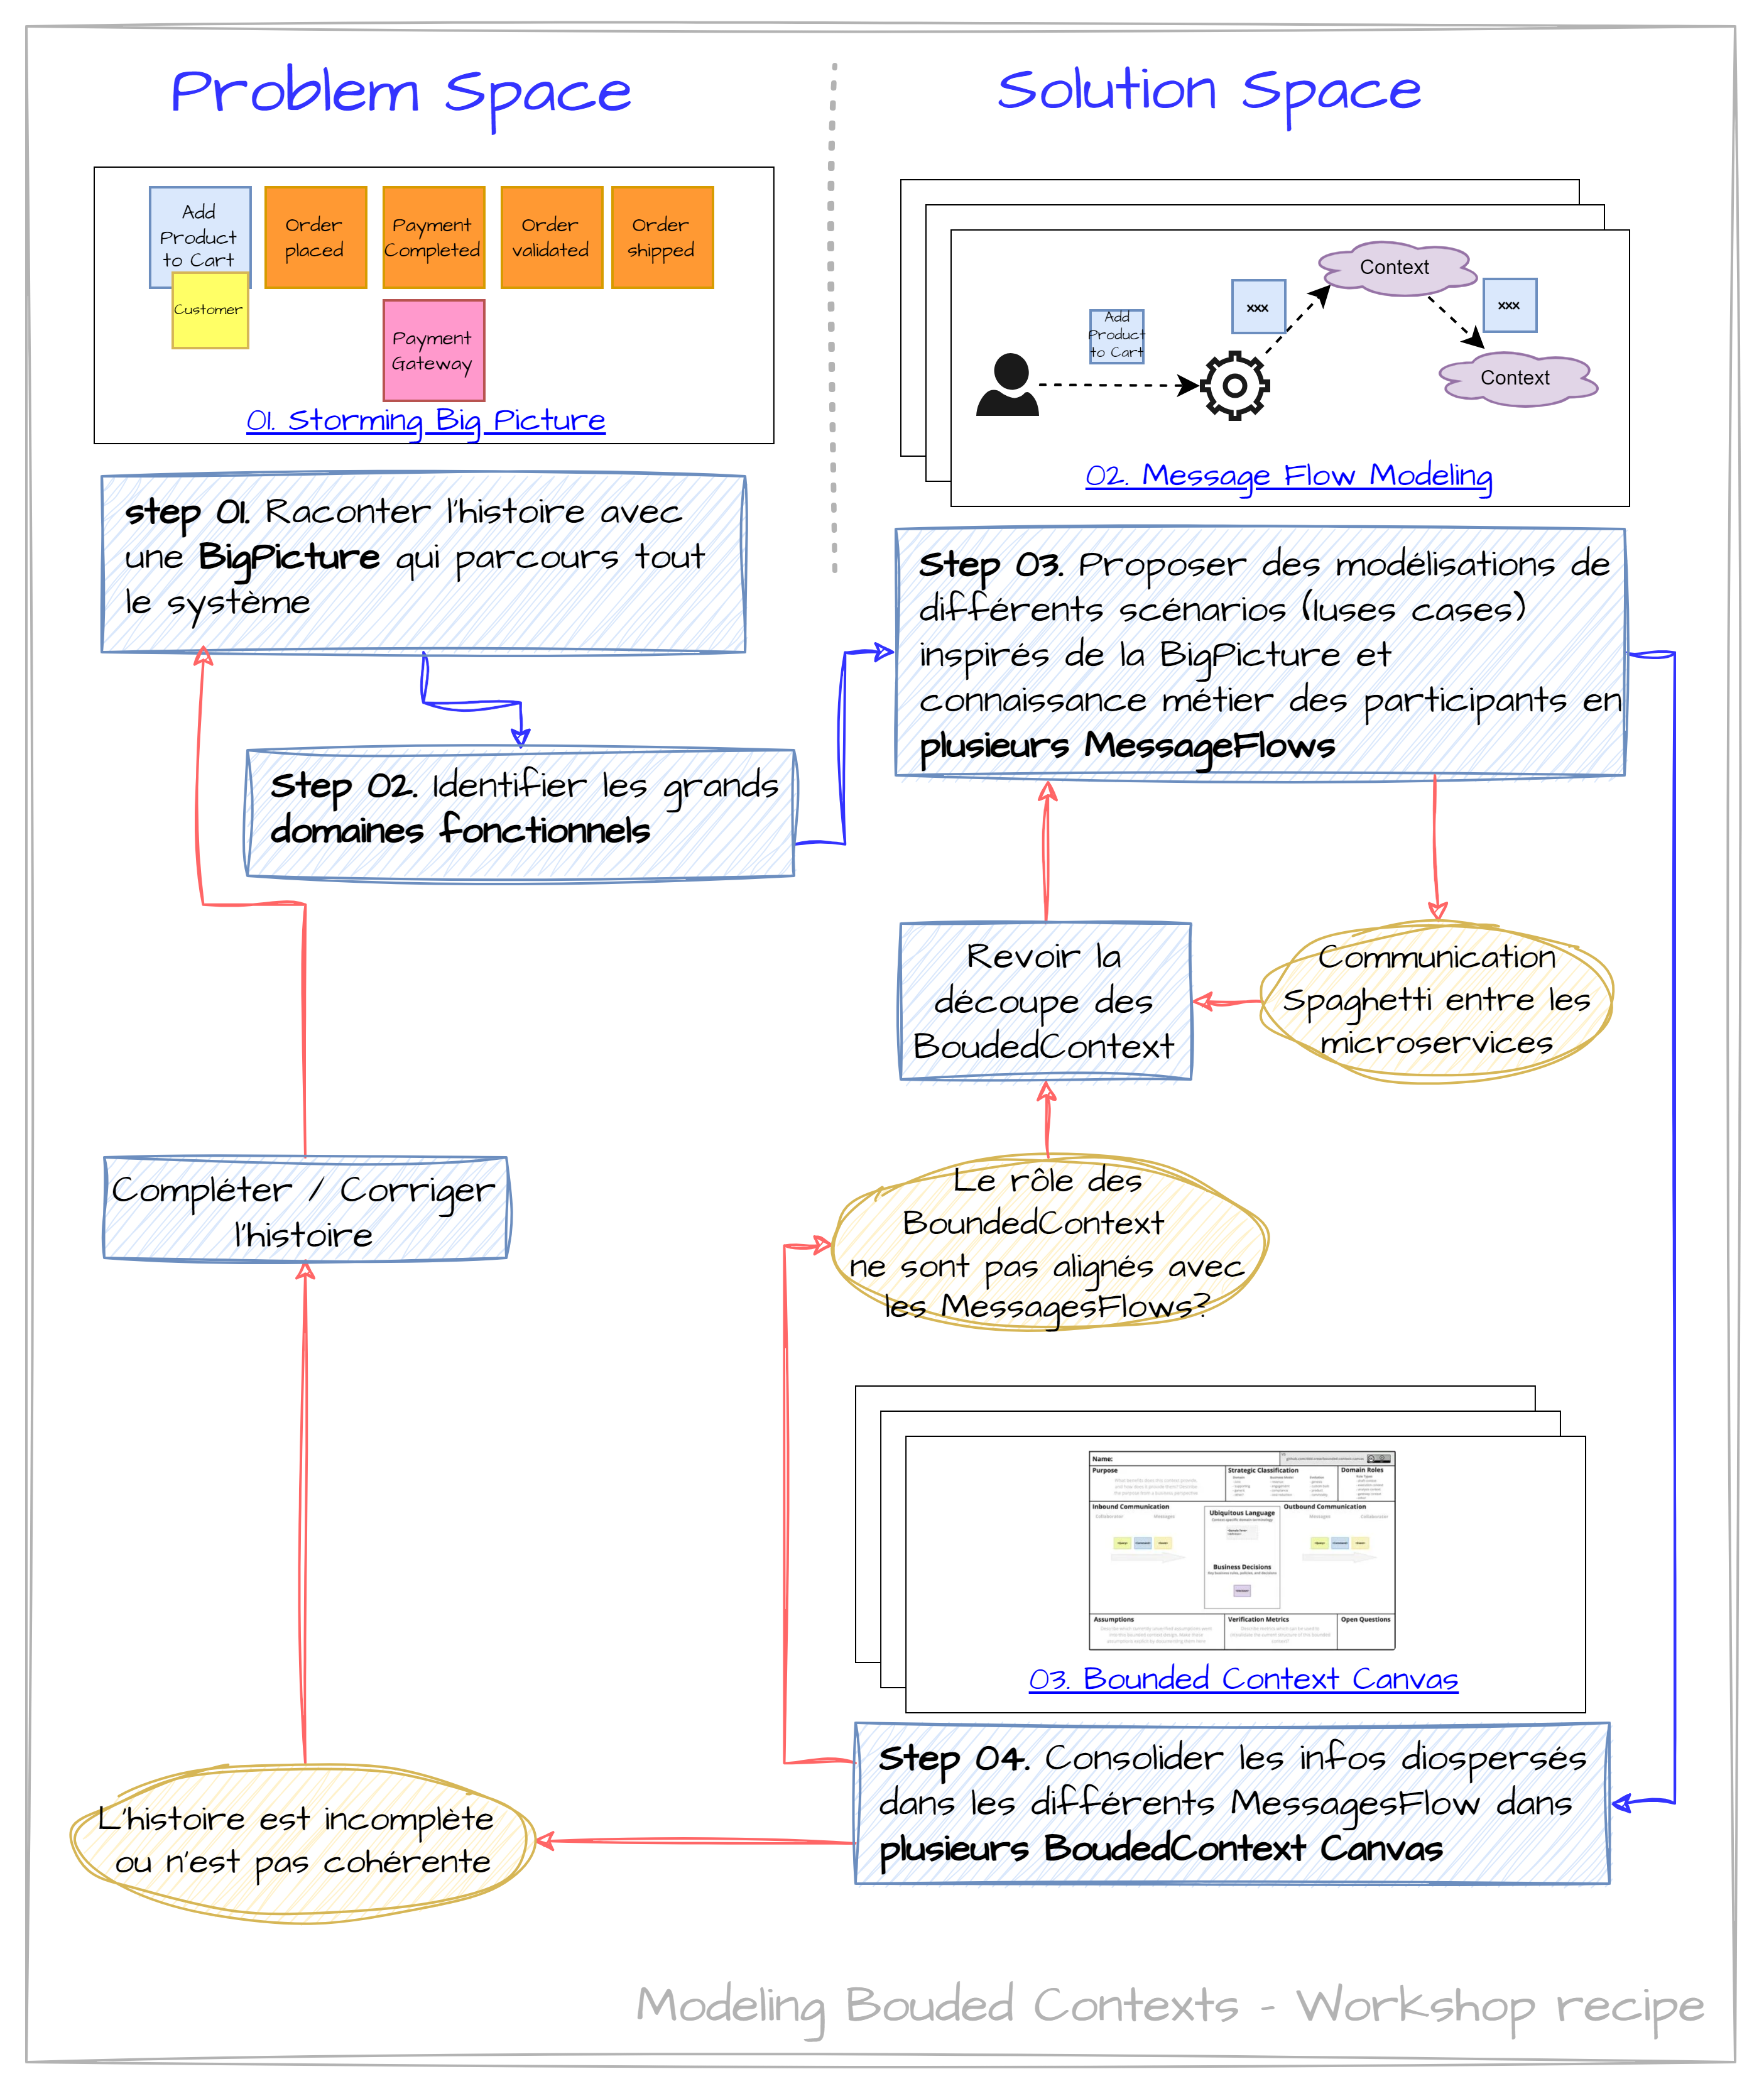 Problem Space
Solution Space
Add
Product
to Cart
Customer
Order
placed
Payment
Completed
Order
validated
Order
shipped
Payment
Gateway
01. Storming Big Picture
Context
xxx
xxx
Add
Product
to Cart
Context
02. Message Flow Modeling
step 01. Raconter l'histoire avec
une BigPicture qui parcours tout
le système
Step 02. Identifier les grands
domaines fonctionnels
Step 03. Proposer des modélisations de
différents scénarios (1uses cases)
inspirés de la BigPicture et
connaissance métier des participants en
plusieurs MessageFlows
Revoir la
découpe des
BoudedContext
Communication
Spaghetti entre les
microservices
Compléter / Corriger
l'histoire
Le rôle des
BoundedContext
ne sont pas alignés avec
les MessagesFlows?
Name:
Purpose
Strategic Classification
Domain Roles
Inbound Communication
Ubiquitous Language
Outbound Communication
Collaborators
Messages
Messages
Collaborators
Business Decisions
Assumptions
Verification Metrics
Open Questions
03. Bounded Context Canvas
Step 04. Consolider les infos diospersés
dans les différents MessagesFlow dans
plusieurs BoudedContext Canvas
L'histoire est incomplète
ou n'est pas cohérente
Modeling Bouded Contexts - Workshop recipe